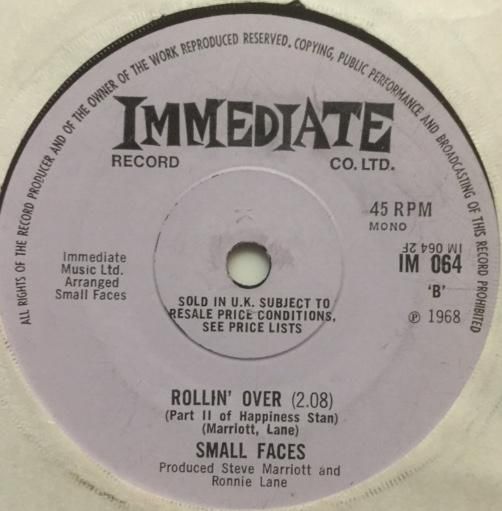 ALL RIGHTS OF THE RECORD PRODUCER AND OF THE OWNER OF THE WORK REPRODUCED RESERVED. COPYING, PUBLIC PERFORMANCE AND BROADCASTING OF THIS RECORD PROHIBITED
IMMEDIATE
RECORD CO. LTD.
45 RPM
MONO
IM 064 2F
IM 064
'B'
℗ 1968
Immediate
Music Ltd.
Arranged
Small Faces
SOLD IN U.K. SUBJECT TO
RESALE PRICE CONDITIONS,
SEE PRICE LISTS
ROLLIN' OVER (2.08)
(Part II of Happiness Stan)
(Marriott, Lane)
SMALL FACES
Produced Steve Marriott and
Ronnie Lane